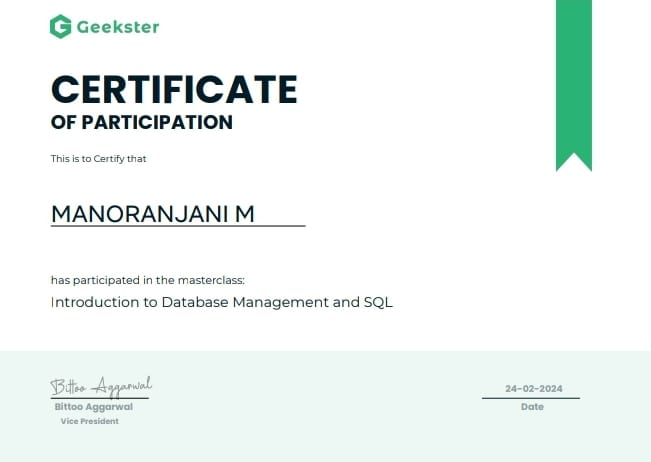 Geekster
CERTIFICATE
OF PARTICIPATION
This is to Certify that
MANORANJANI M
has participated in the masterclass:
Introduction to Database Management and SQL
Bittoo Aggarwal
Bittoo Aggarwal
Vice President
24-02-2024
Date